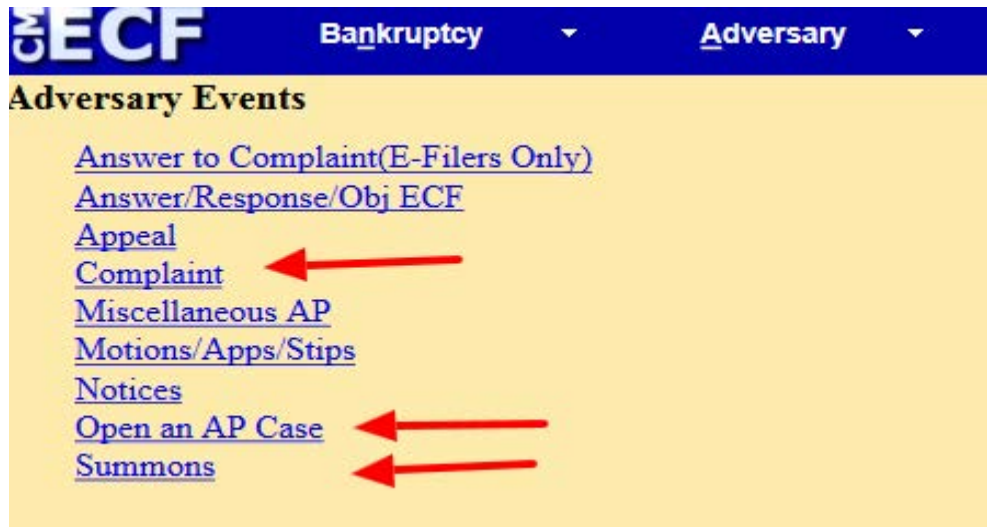 CM ECF Bankruptcy Adversary
Adversary Events
Answer to Complaint(E-Filers Only)
Answer/Response/Obj ECF
Appeal
Complaint
Miscellaneous AP
Motions/Apps/Stips
Notices
Open an AP Case
Summons